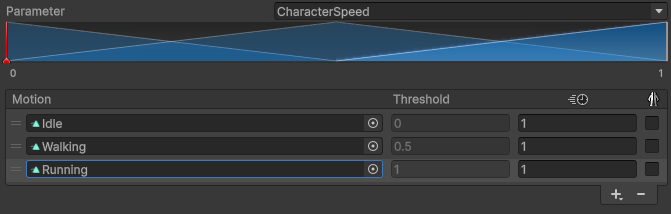 Parameter CharacterSpeed
0 1
Motion Threshold
Idle 0 1
Walking 0.5 1
Running 1 1